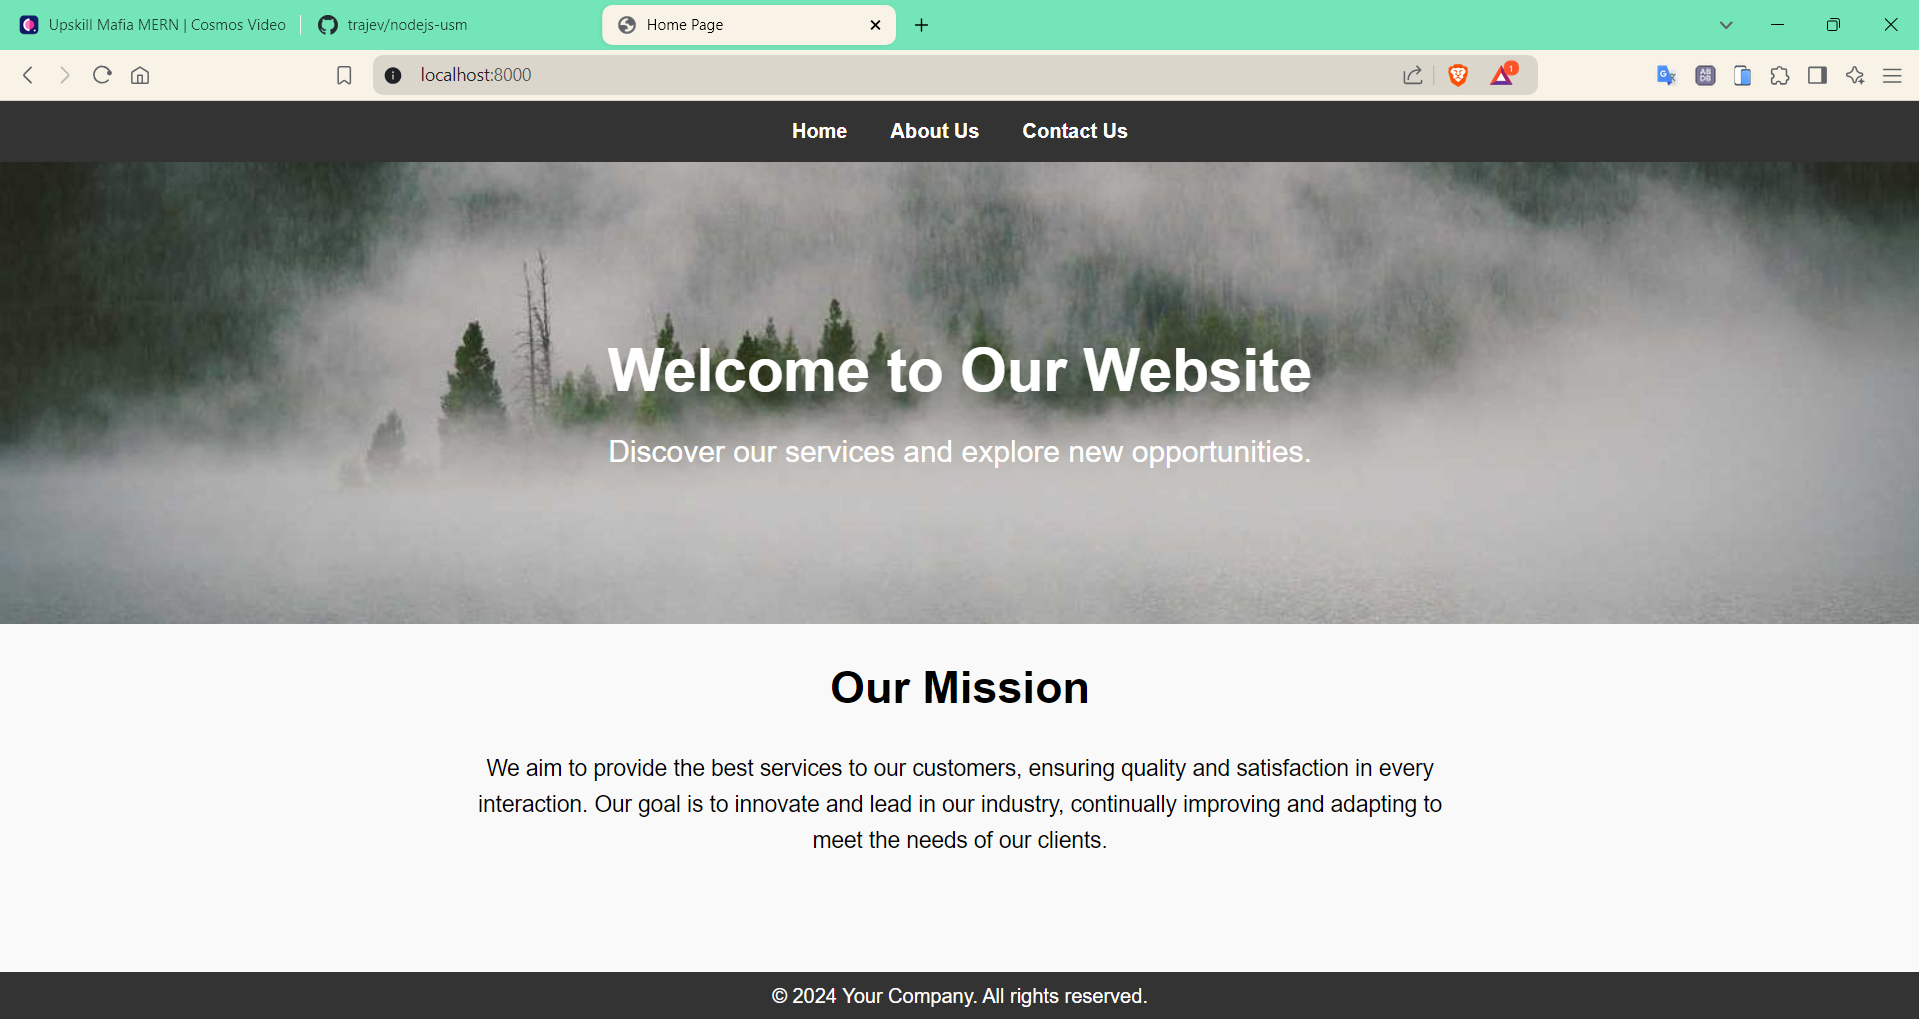 Upskill Mafia MERN | Cosmos Video
trajev/nodejs-usm
Home Page
localhost:8000
1
Home
About Us
Contact Us
Welcome to Our Website
Discover our services and explore new opportunities.
Our Mission
We aim to provide the best services to our customers, ensuring quality and satisfaction in every
interaction. Our goal is to innovate and lead in our industry, continually improving and adapting to
meet the needs of our clients.
© 2024 Your Company. All rights reserved.